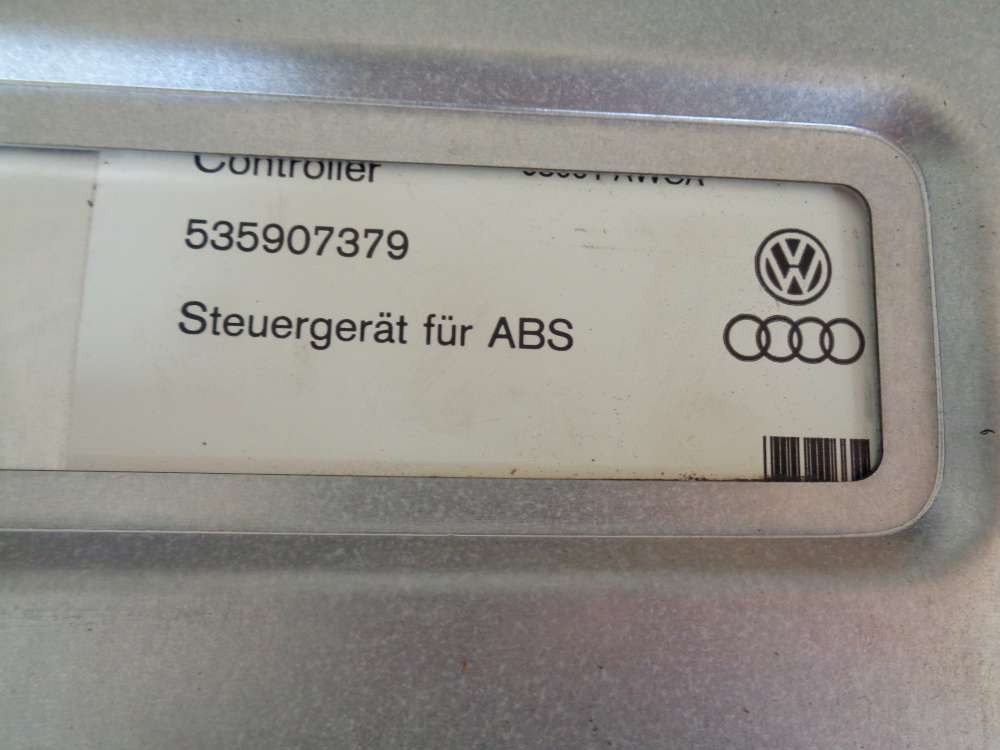 Controller
535907379
Steuergerät für ABS